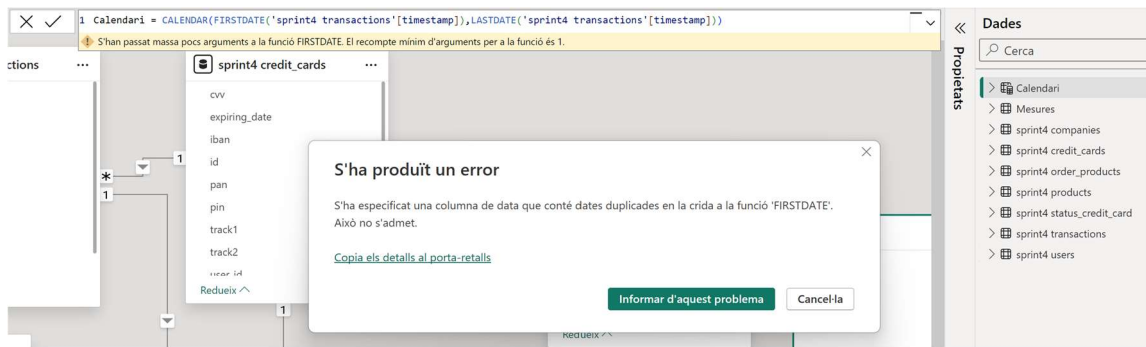 1 Calendari = CALENDAR(FIRSTDATE('sprint4 transactions'[timestamp]),LASTDATE('sprint4 transactions'[timestamp]))
S'han passat massa pocs arguments a la funció FIRSTDATE. El recompte mínim d'arguments per a la funció és 1.
ctions ...
sprint4 credit_cards ...
cvv
expiring_date
iban
id
pan
pin
track1
track2
user_id
Redueix
1
*
1
1
S'ha produït un error
S'ha especificat una columna de data que conté dates duplicades en la crida a la funció 'FIRSTDATE'.
Això no s'admet.
Copia els detalls al porta-retalls
Informar d'aquest problema
Cancel·la
Redueix
Propietats
Dades
Cerca
Calendari
Mesures
sprint4 companies
sprint4 credit_cards
sprint4 order_products
sprint4 products
sprint4 status_credit_card
sprint4 transactions
sprint4 users